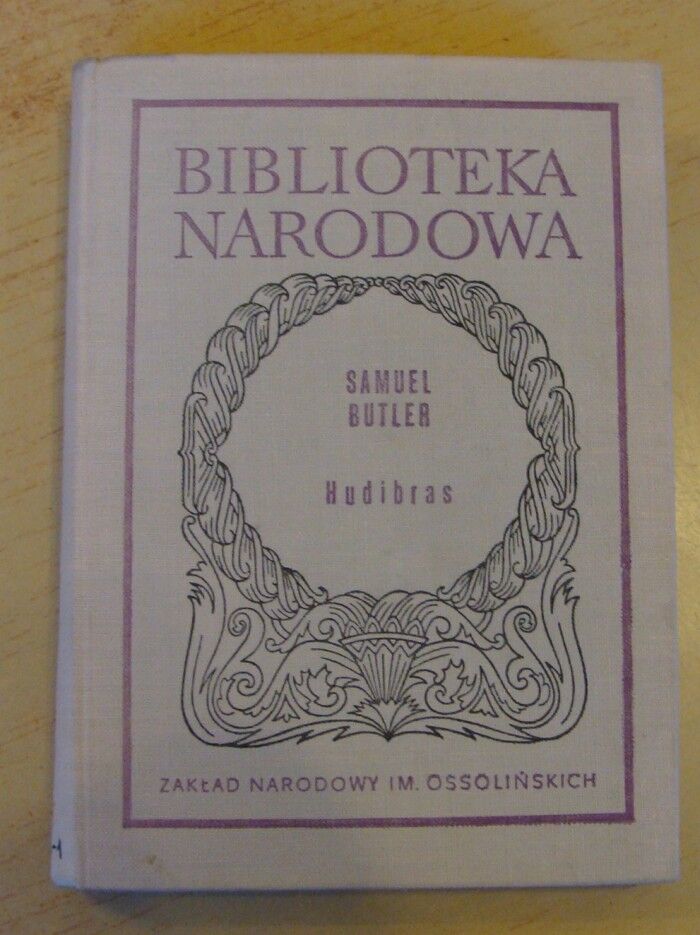 BIBLIOTEKA
NARODOWA
SAMUEL
BUTLER
Hudibras
ZAKŁAD NARODOWY IM. OSSOLIŃSKICH